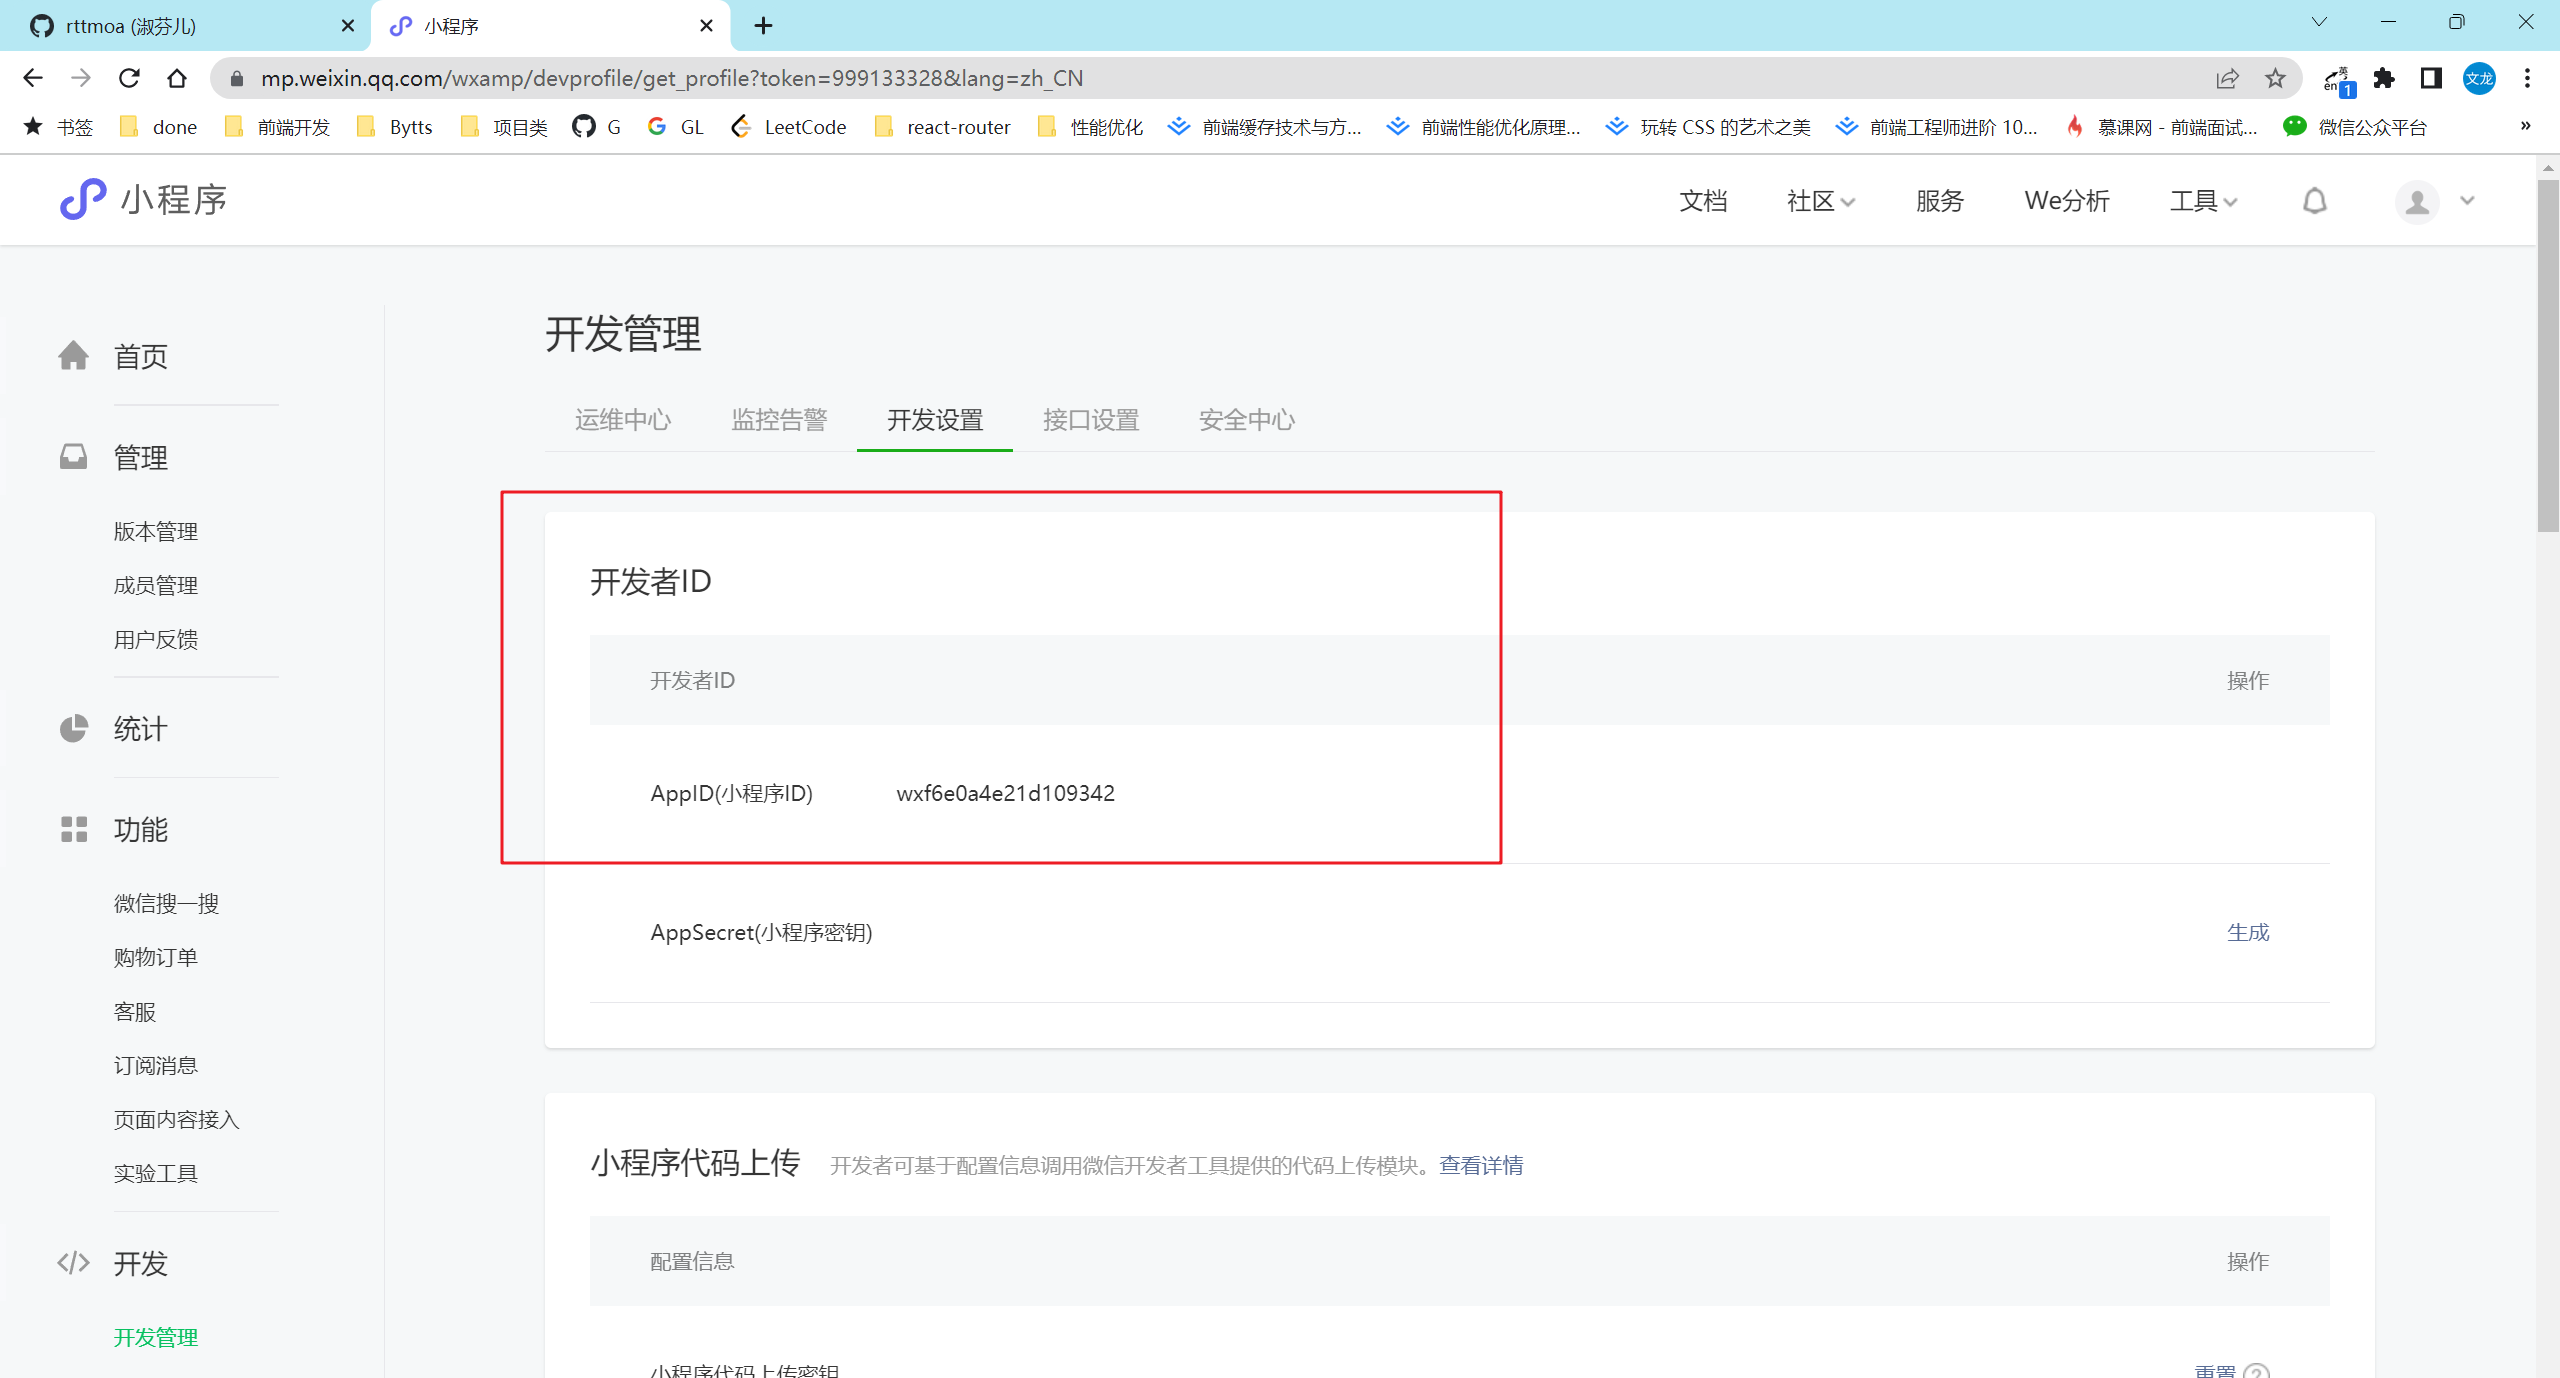 rttmoa (淑芬儿)
小程序
mp.weixin.qq.com/wxamp/devprofile/get_profile?token=999133328&lang=zh_CN
英
en
1
文龙
书签 done 前端开发 Bytts 项目类 G GL LeetCode react-router 性能优化 前端缓存技术与方... 前端性能优化原理... 玩转 CSS 的艺术之美 前端工程师进阶 10... 慕课网 - 前端面试... 微信公众平台 »
小程序
文档 社区 服务 We分析 工具
首页
管理
版本管理
成员管理
用户反馈
统计
功能
微信搜一搜
购物订单
客服
订阅消息
页面内容接入
实验工具
开发
开发管理
开发管理
运维中心 监控告警 开发设置 接口设置 安全中心
开发者ID
开发者ID 操作
AppID(小程序ID) wxf6e0a4e21d109342
AppSecret(小程序密钥) 生成
小程序代码上传 开发者可基于配置信息调用微信开发者工具提供的代码上传模块。查看详情
配置信息 操作
小程序代码上传密钥 重置 ?